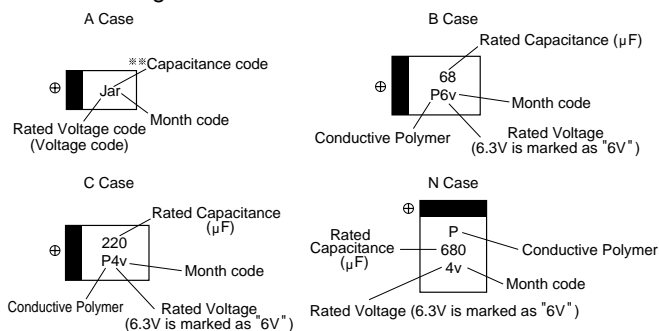 A Case
※※Capacitance code
⊕
Jar
Month code
Rated Voltage code
(Voltage code)
B Case
Rated Capacitance (µF)
⊕
68
P6v
Month code
Conductive Polymer
Rated Voltage
(6.3V is marked as "6V")
C Case
Rated Capacitance
(µF)
⊕
220
P4v
Month code
Conductive Polymer
Rated Voltage
(6.3V is marked as "6V")
N Case
⊕
P
Rated
Capacitance
(µF)
680
Conductive Polymer
4v
Month code
Rated Voltage (6.3V is marked as "6V")